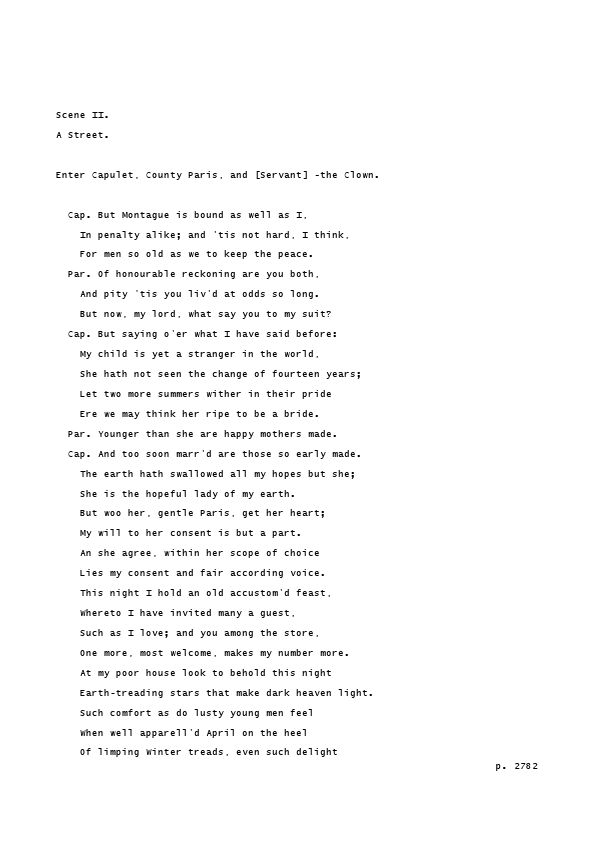 Scene II.
A Street.
Enter Capulet, County Paris, and [Servant] -the Clown.
Cap. But Montague is bound as well as I,
In penalty alike; and 'tis not hard, I think,
For men so old as we to keep the peace.
Par. Of honourable reckoning are you both,
And pity 'tis you liv'd at odds so long.
But now, my lord, what say you to my suit?
Cap. But saying o'er what I have said before:
My child is yet a stranger in the world,
She hath not seen the change of fourteen years;
Let two more summers wither in their pride
Ere we may think her ripe to be a bride.
Par. Younger than she are happy mothers made.
Cap. And too soon marr'd are those so early made.
The earth hath swallowed all my hopes but she;
She is the hopeful lady of my earth.
But woo her, gentle Paris, get her heart;
My will to her consent is but a part.
An she agree, within her scope of choice
Lies my consent and fair according voice.
This night I hold an old accustom'd feast,
Whereto I have invited many a guest,
Such as I love; and you among the store,
One more, most welcome, makes my number more.
At my poor house look to behold this night
Earth-treading stars that make dark heaven light.
Such comfort as do lusty young men feel
When well apparell'd April on the heel
Of limping Winter treads, even such delight
p. 2782